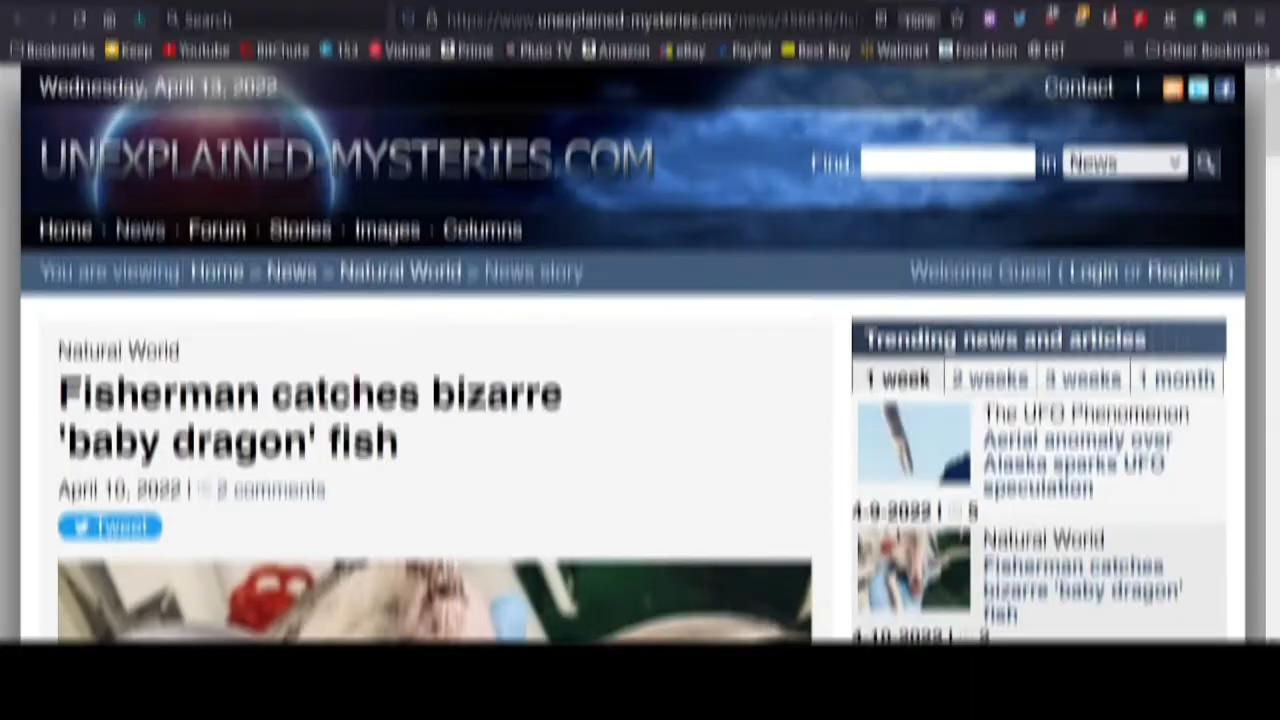 Search
https://www.unexplained-mysteries.com/news/
Bookmarks Keep Youtube BitChute 153 Vidmax Prime Pluto TV Amazon eBay PayPal Best Buy Walmart Food Lion EBT Other Bookmarks
Wednesday, April 13, 2022
Contact |
UNEXPLAINED-MYSTERIES.COM
Find: in News
Home | News | Forum | Stories | Images | Columns
You are viewing: Home » News » Natural World » News story
Welcome Guest ( Login or Register )
Natural World
Fisherman catches bizarre
'baby dragon' fish
April 10, 2022 | 2 comments
Tweet
Trending news and articles
1 week 2 weeks 3 weeks 1 month
The UFO Phenomenon
Aerial anomaly over
Alaska sparks UFO
speculation
4-9-2022 | 5
Natural World
Fisherman catches
bizarre 'baby dragon'
fish
4-10-2022 | 2